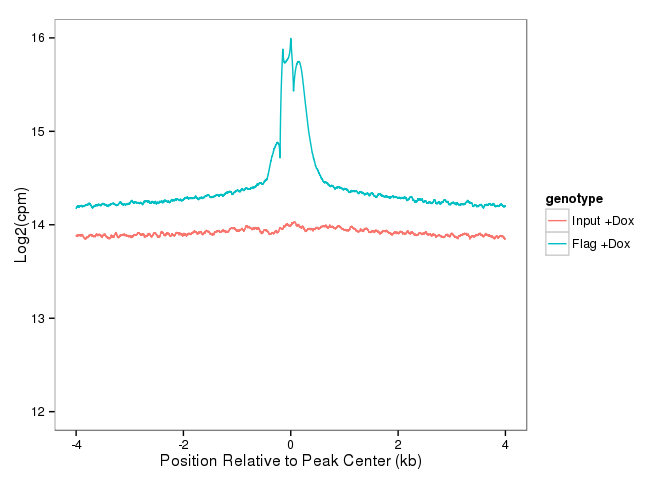 16
15
14
13
12
Log2(cpm)
-4
-2
0
2
4
Position Relative to Peak Center (kb)
genotype
Input +Dox
Flag +Dox